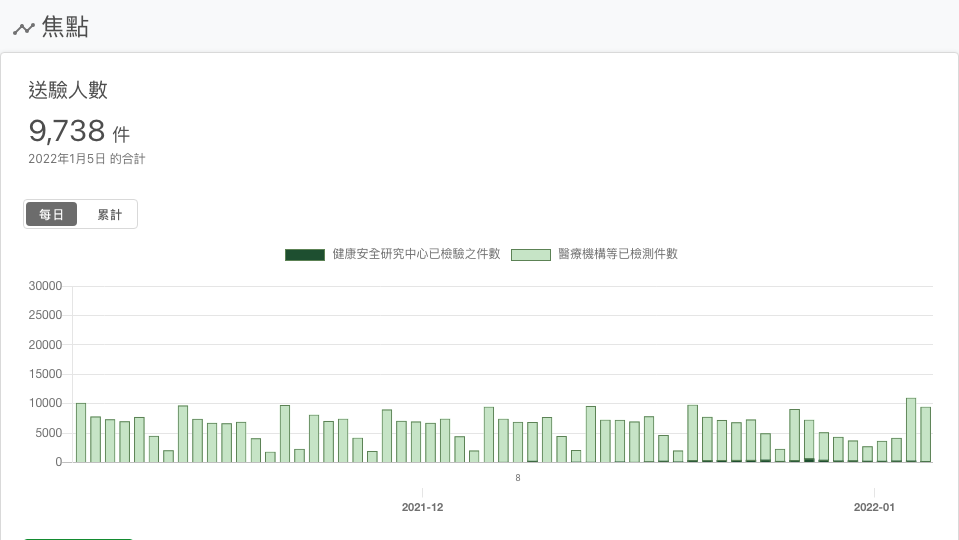 焦點
送驗人數
9,738 件
2022年1月5日 的合計
每日 累計
健康安全研究中心已檢驗之件數 醫療機構等已檢測件數
30000
25000
20000
15000
10000
5000
0
8
2021-12 2022-01